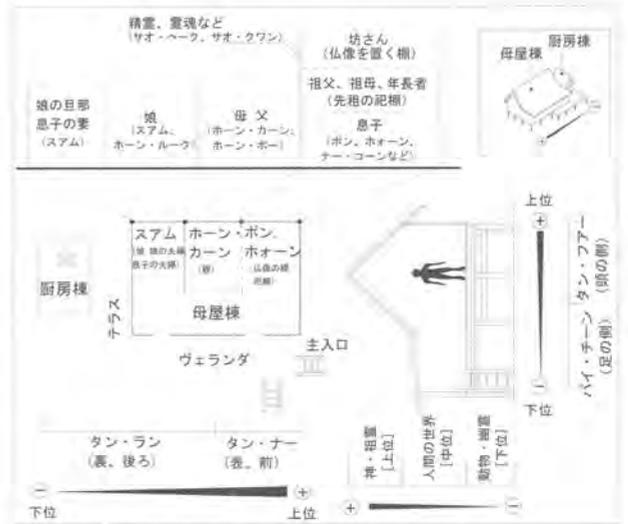 精霊、霊魂など
(サオ・ヘーク、サオ・クワン)
坊さん
(仏像を置く棚)
祖父、祖母、年長者
(先祖の祀棚)
息子
(ポン、ホォーン、
ナー・コーンなど)
娘の旦那
息子の妻
(スアム)
娘
(スアム、
ホーン・ルーク)
母 父
(ホーン・カーン、
ホーン・ポー)
厨房棟
母屋棟
スアム
(娘 娘の夫婦
息子の夫婦)
ホーン・
カーン
(親)
ポン、
ホォーン
(仏像の棚
祀棚)
厨房棟
テラス
母屋棟
ヴェランダ
主入口
上位
タン・フアー
(頭の側)
パイ・チーン
(足の側)
下位
タン・ラン
(裏、後ろ)
タン・ナー
(表、前)
下位
上位
神・祖霊
[上位]
人間の世界
[中位]
動物・幽霊
[下位]